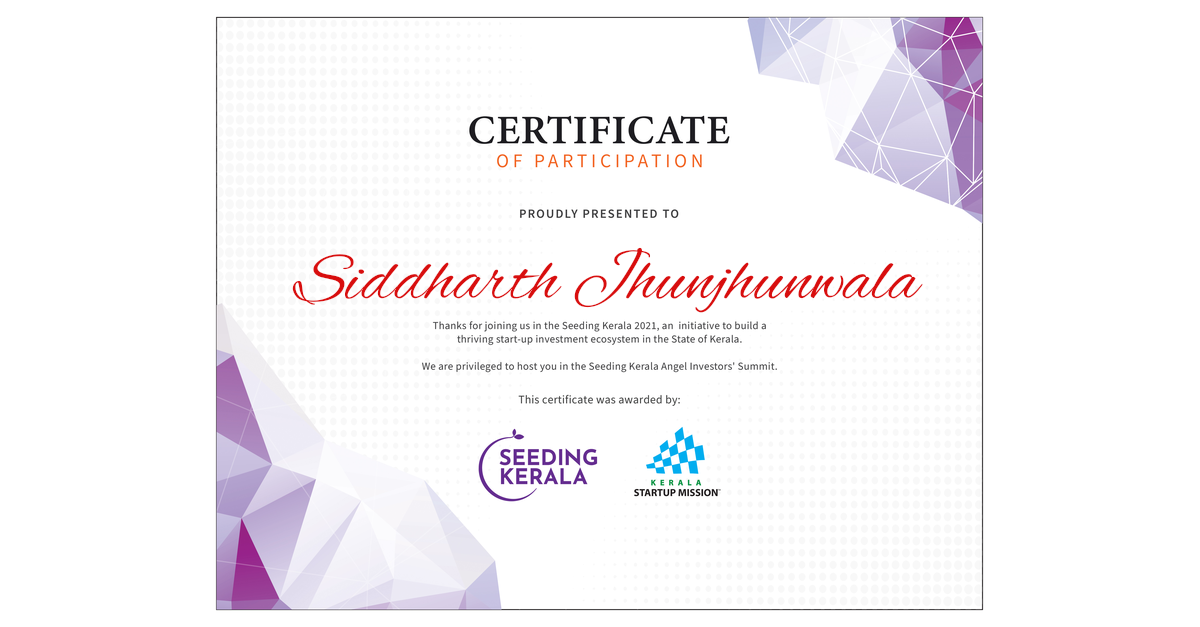 CERTIFICATE
OF PARTICIPATION
PROUDLY PRESENTED TO
Siddharth Jhunjhunwala
Thanks for joining us in the Seeding Kerala 2021, an initiative to build a
thriving start-up investment ecosystem in the State of Kerala.
We are privileged to host you in the Seeding Kerala Angel Investors' Summit.
This certificate was awarded by:
SEEDING
KERALA
KERALA
STARTUP MISSION